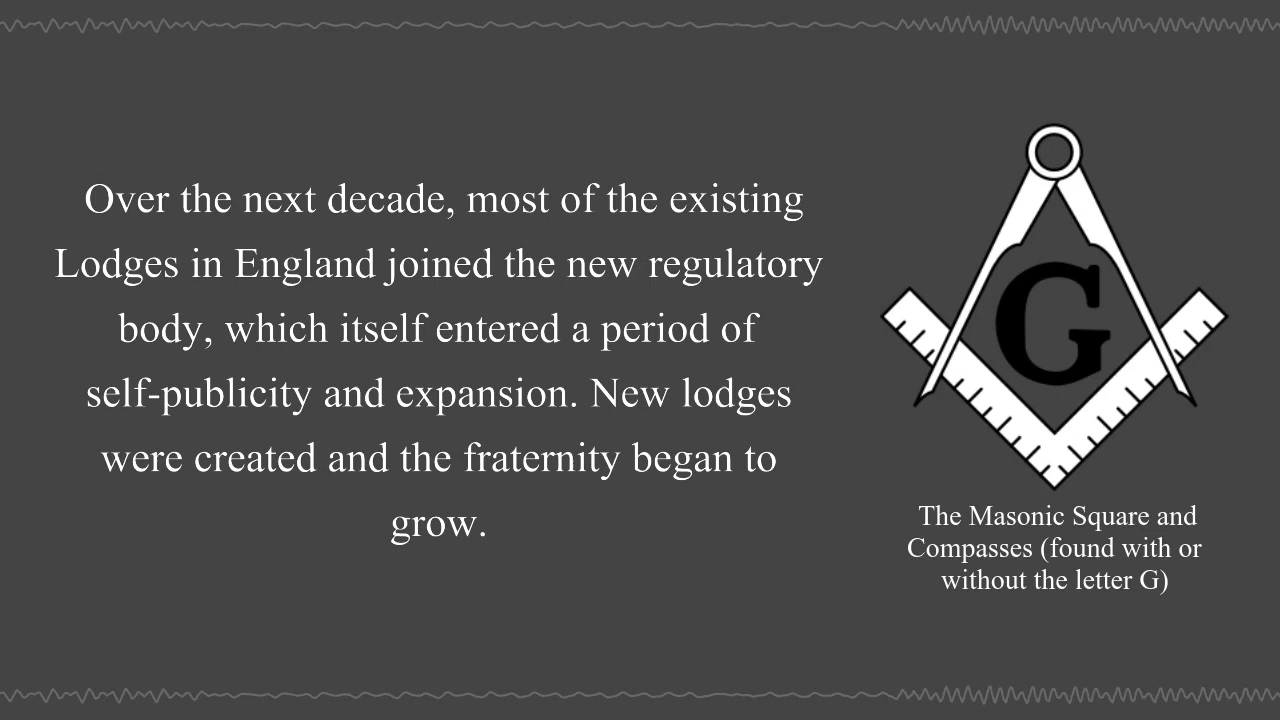 Over the next decade, most of the existing
Lodges in England joined the new regulatory
body, which itself entered a period of
self-publicity and expansion. New lodges
were created and the fraternity began to
grow.
G
The Masonic Square and
Compasses (found with or
without the letter G)